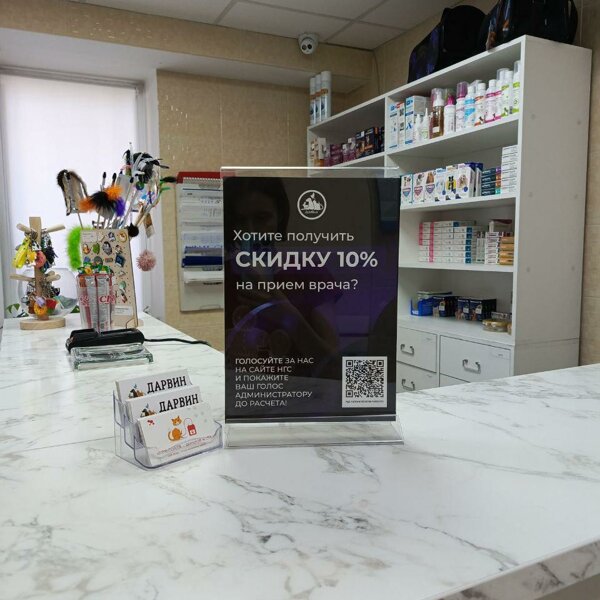 Хотите получить
СКИДКУ 10%
на прием врача?
ГОЛОСУЙТЕ ЗА НАС
НА САЙТЕ НГС
И ПОКАЖИТЕ
ВАШ ГОЛОС
АДМИНИСТРАТОРУ
ДО РАСЧЕТА!
ДАРВИН
ДАРВИН